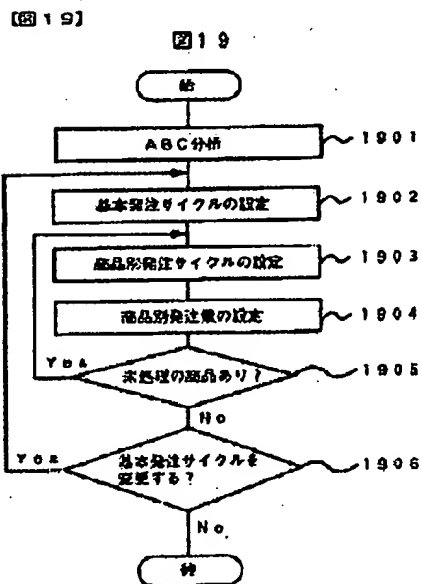 【図19】
図19
始
ABC分析
1901
基本発注サイクルの設定
1902
商品別発注サイクルの設定
1903
商品別発注量の設定
1904
未処理の商品あり?
1905
YES
No
基本発注サイクルを
変更する?
1906
YES
No
終